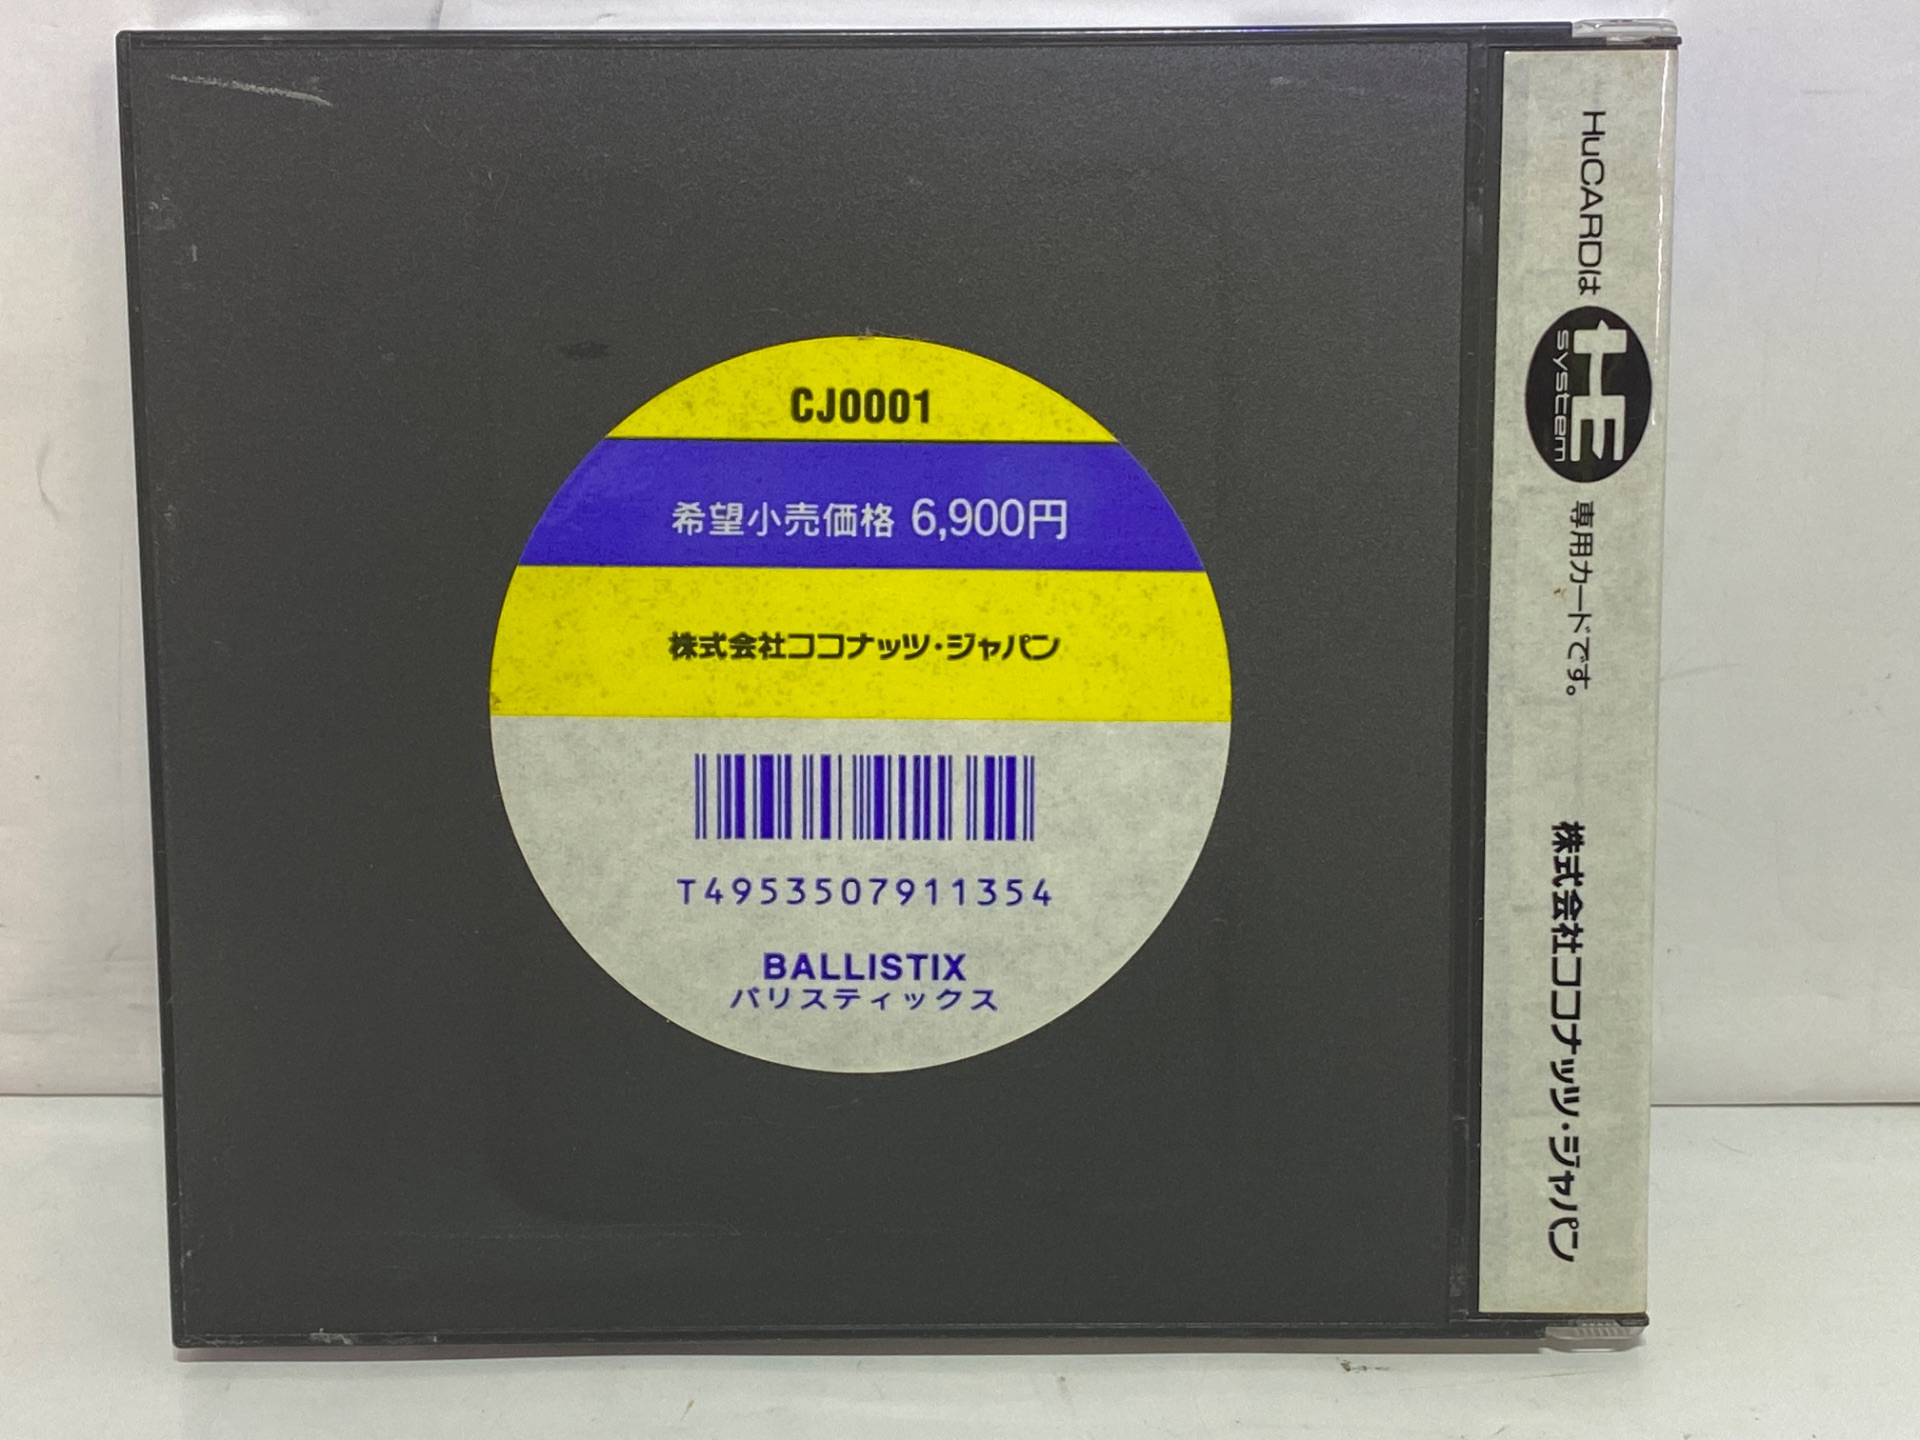 CJ0001
希望小売価格 6,900円
株式会社ココナッツ・ジャパン
T4953507911354
BALLISTIX
バリスティックス
HuCARDは HE system 専用カードです。
株式会社ココナッツ・ジャパン